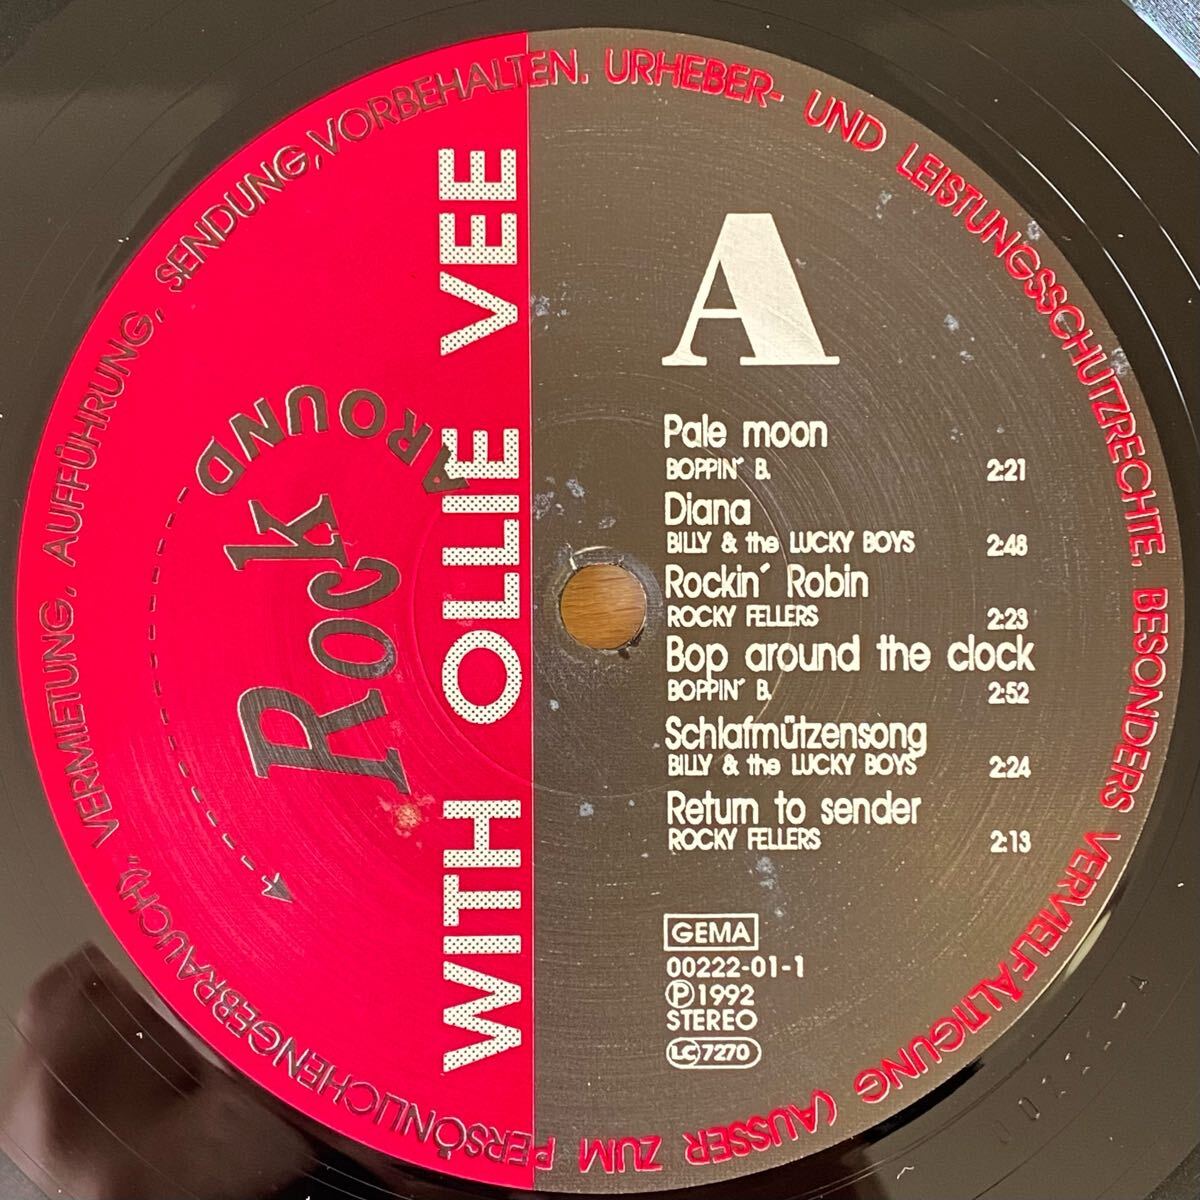 URHEBER- UND LEISTUNGSSCHUTZRECHTE, BESONDERS VERVIELFÄLTIGUNG (AUSSER ZUM PERSÖNLICHENGEBRAUCH), VERMIETUNG, AUFFÜHRUNG, SENDUNG, VORBEHALTEN.
Rock
AROUND
WITH OLLIE VEE
A
Pale moon
BOPPIN´ B. 2:21
Diana
BILLY & the LUCKY BOYS 2:48
Rockin´ Robin
ROCKY FELLERS 2:23
Bop around the clock
BOPPIN´ B. 2:52
Schlafmützensong
BILLY & the LUCKY BOYS 2:24
Return to sender
ROCKY FELLERS 2:13
GEMA
00222-01-1
℗1992
STEREO
LC 7270